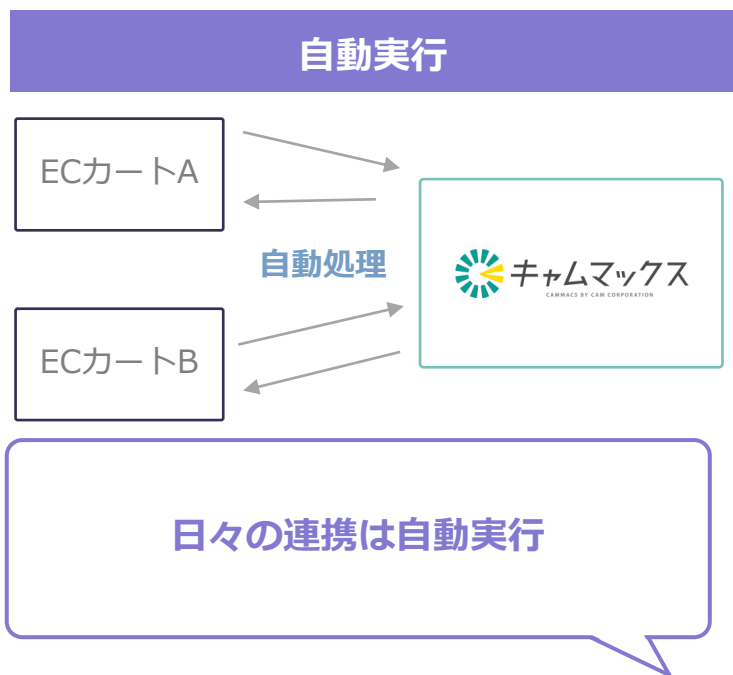 自動実行
ECカートA
自動処理
キャムマックス
CAMMACS BY CAM CORPORATION
ECカートB
日々の連携は自動実行